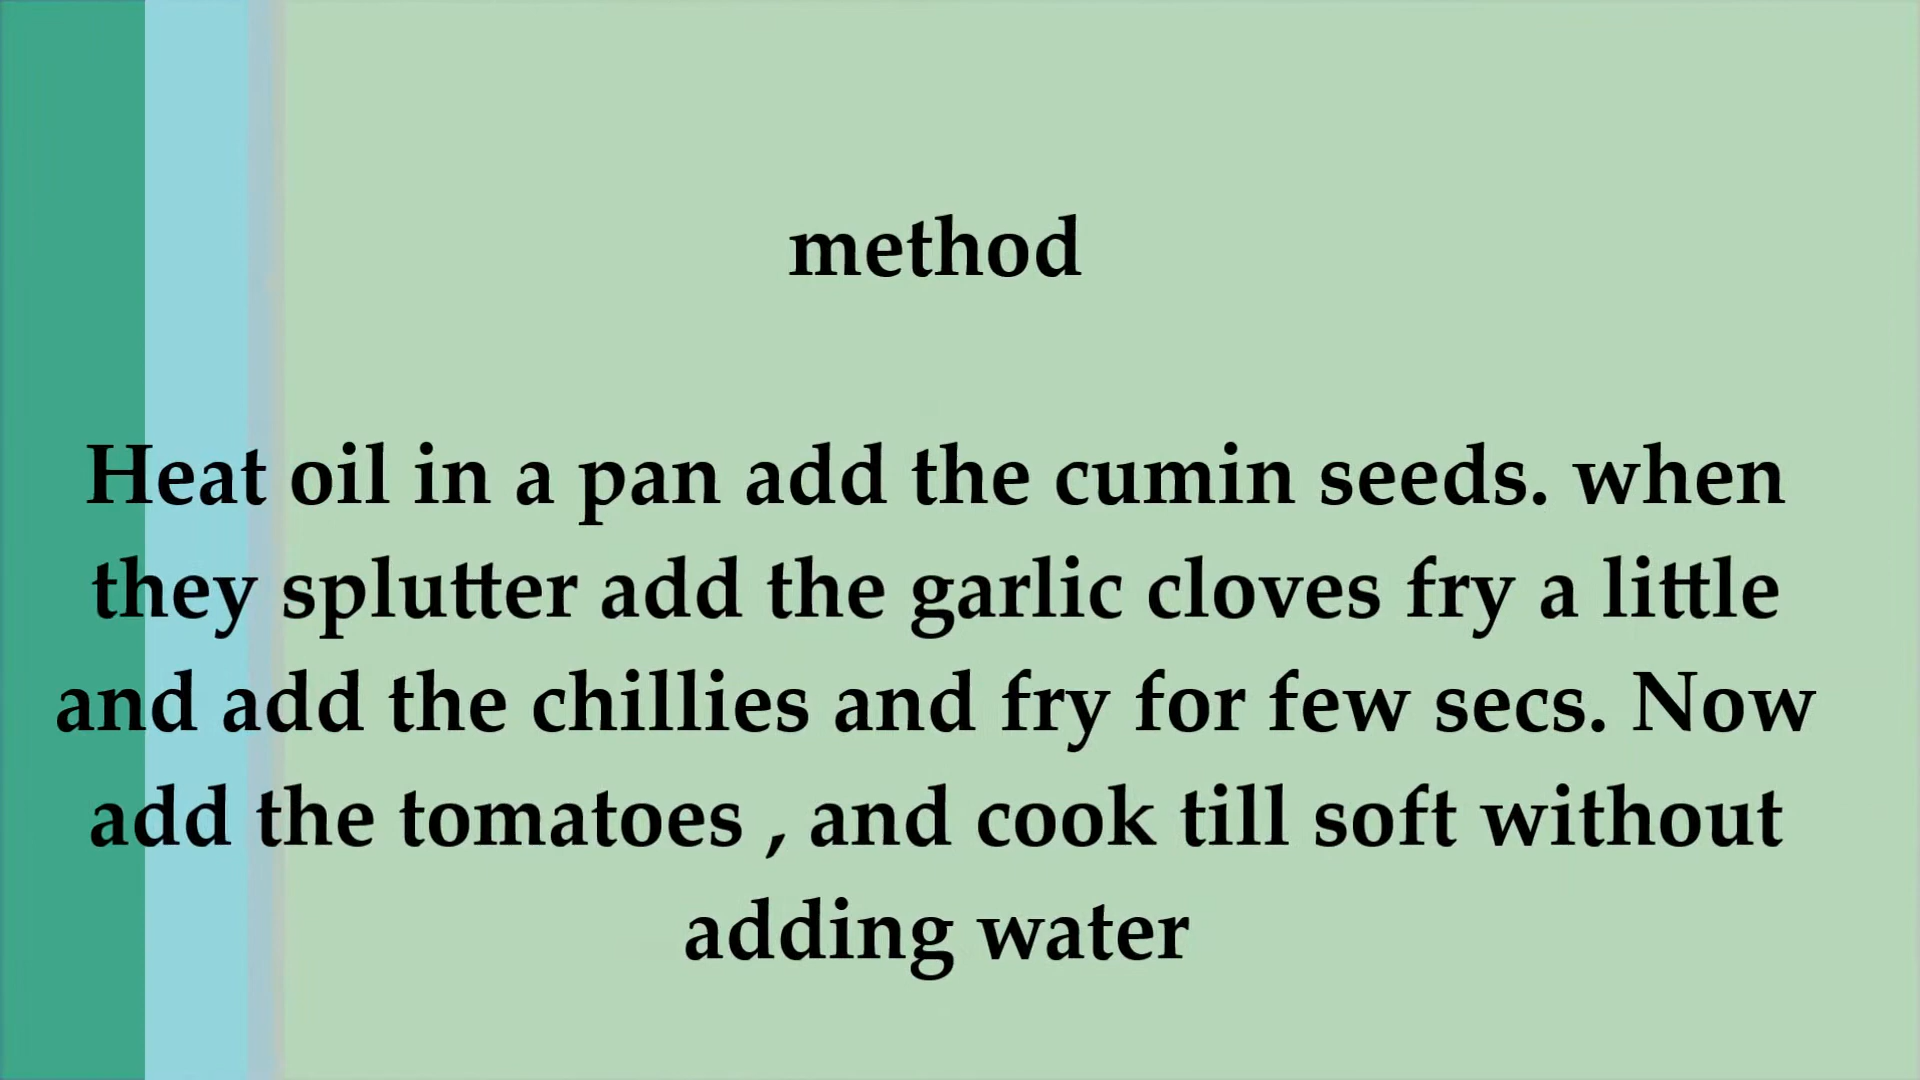 method
Heat oil in a pan add the cumin seeds. when
they splutter add the garlic cloves fry a little
and add the chillies and fry for few secs. Now
add the tomatoes , and cook till soft without
adding water